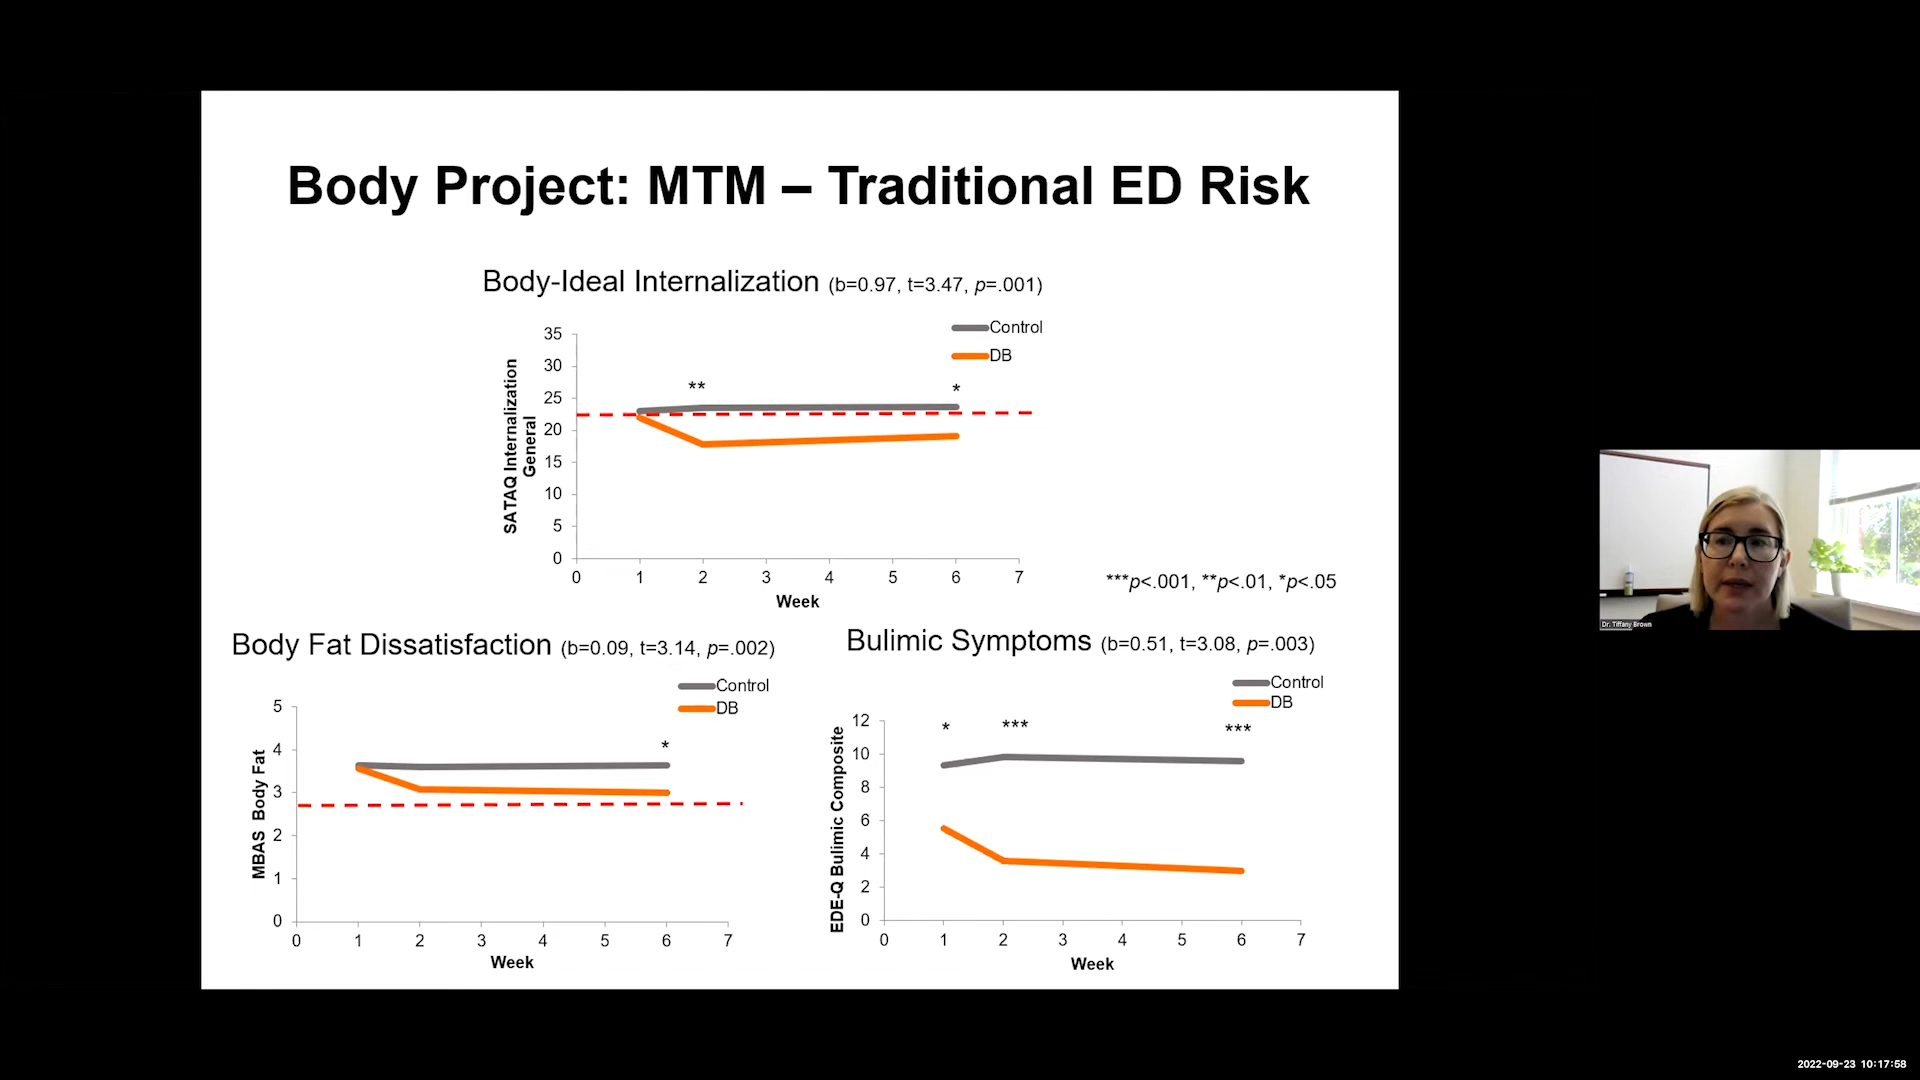 Body Project: MTM – Traditional ED Risk
Body-Ideal Internalization (b=0.97, t=3.47, p=.001)
Control
DB
35
30
25
20
15
10
5
0
SATAQ Internalization
General
** *
0 1 2 3 4 5 6 7
Week
***p<.001, **p<.01, *p<.05
Body Fat Dissatisfaction (b=0.09, t=3.14, p=.002)
Control
DB
5
4
3
2
1
0
MBAS Body Fat
*
0 1 2 3 4 5 6 7
Week
Bulimic Symptoms (b=0.51, t=3.08, p=.003)
Control
DB
12
10
8
6
4
2
0
EDE-Q Bulimic Composite
* *** ***
0 1 2 3 4 5 6 7
Week
Dr. Tiffany Brown
2022-09-23 10:17:58